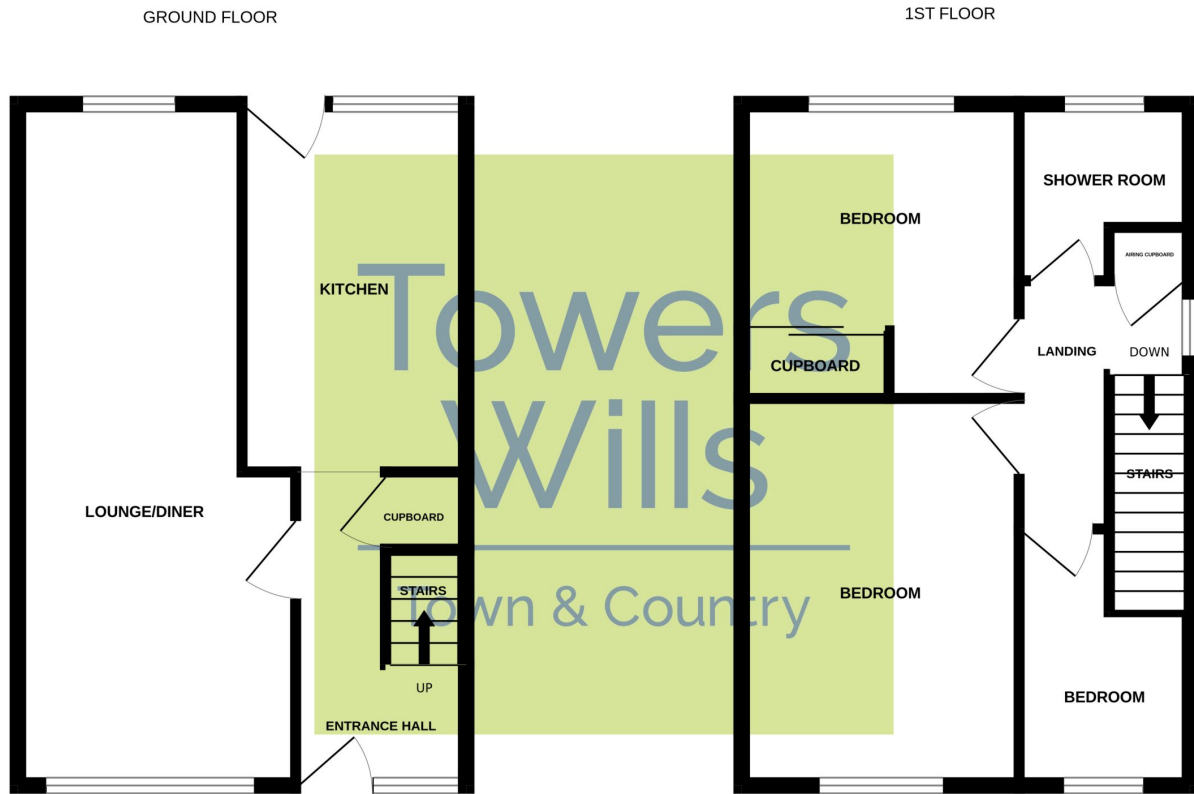 GROUND FLOOR
1ST FLOOR
KITCHEN
LOUNGE/DINER
CUPBOARD
STAIRS
UP
ENTRANCE HALL
BEDROOM
SHOWER ROOM
AIRING CUPBOARD
LANDING
DOWN
CUPBOARD
STAIRS
BEDROOM
BEDROOM
Towers
Wills
Town & Country